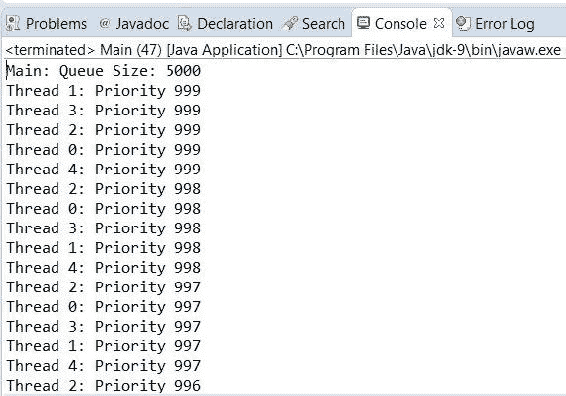 Problems @ Javadoc Declaration Search Console Error Log
<terminated> Main (47) [Java Application] C:\Program Files\Java\jdk-9\bin\javaw.exe
Main: Queue Size: 5000
Thread 1: Priority 999
Thread 3: Priority 999
Thread 2: Priority 999
Thread 0: Priority 999
Thread 4: Priority 999
Thread 2: Priority 998
Thread 0: Priority 998
Thread 3: Priority 998
Thread 1: Priority 998
Thread 4: Priority 998
Thread 2: Priority 997
Thread 0: Priority 997
Thread 3: Priority 997
Thread 1: Priority 997
Thread 4: Priority 997
Thread 2: Priority 996